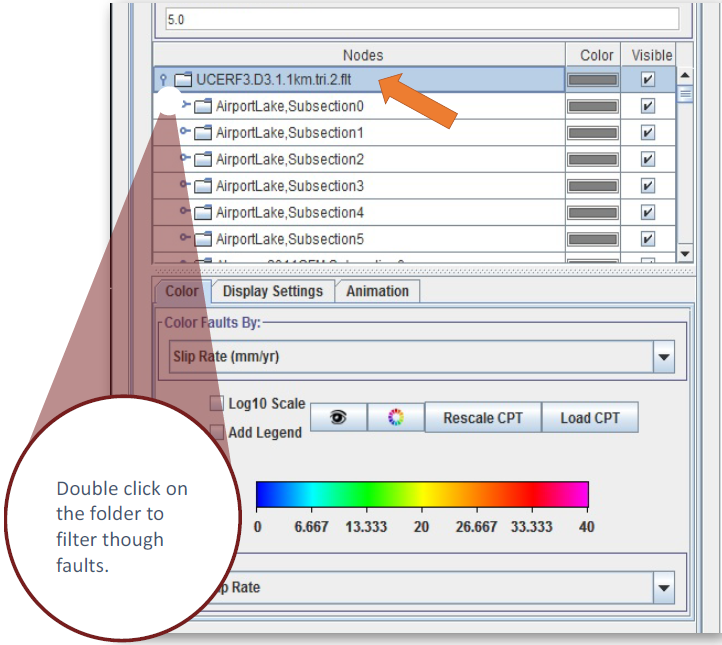 5.0
Nodes Color Visible
UCERF3.D3.1.1km.tri.2.flt
AirportLake,Subsection0
AirportLake,Subsection1
AirportLake,Subsection2
AirportLake,Subsection3
AirportLake,Subsection4
AirportLake,Subsection5
Color Display Settings Animation
Color Faults By:
Slip Rate (mm/yr)
Log10 Scale
Add Legend
Rescale CPT Load CPT
0 6.667 13.333 20 26.667 33.333 40
Rate
Double click on
the folder to
filter though
faults.